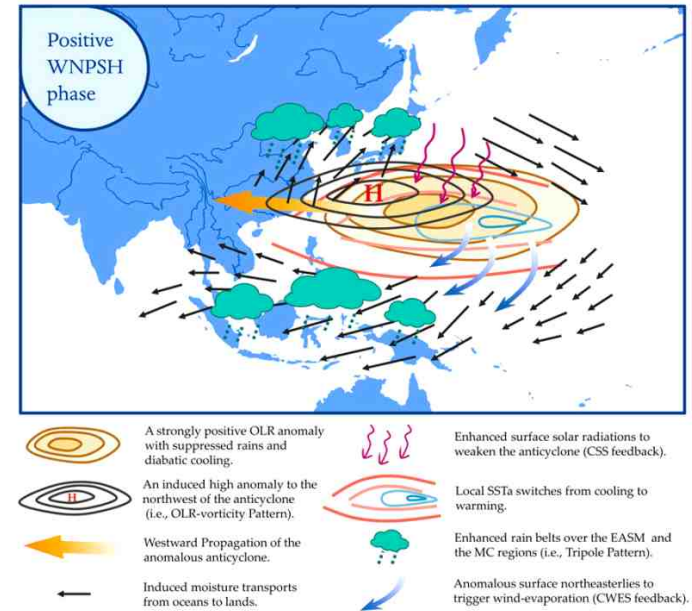 Positive
WNPSH
phase
H
A strongly positive OLR anomaly
with suppressed rains and
diabatic cooling.
Enhanced surface solar radiations to
weaken the anticyclone (CSS feedback).
H
An induced high anomaly to the
northwest of the anticyclone
(i.e., OLR-vorticity Pattern).
Local SSTa switches from cooling to
warming.
Westward Propagation of the
anomalous anticyclone.
Enhanced rain belts over the EASM and
the MC regions (i.e., Tripole Pattern).
Induced moisture transports
from oceans to lands.
Anomalous surface northeasterlies to
trigger wind-evaporation (CWES feedback).